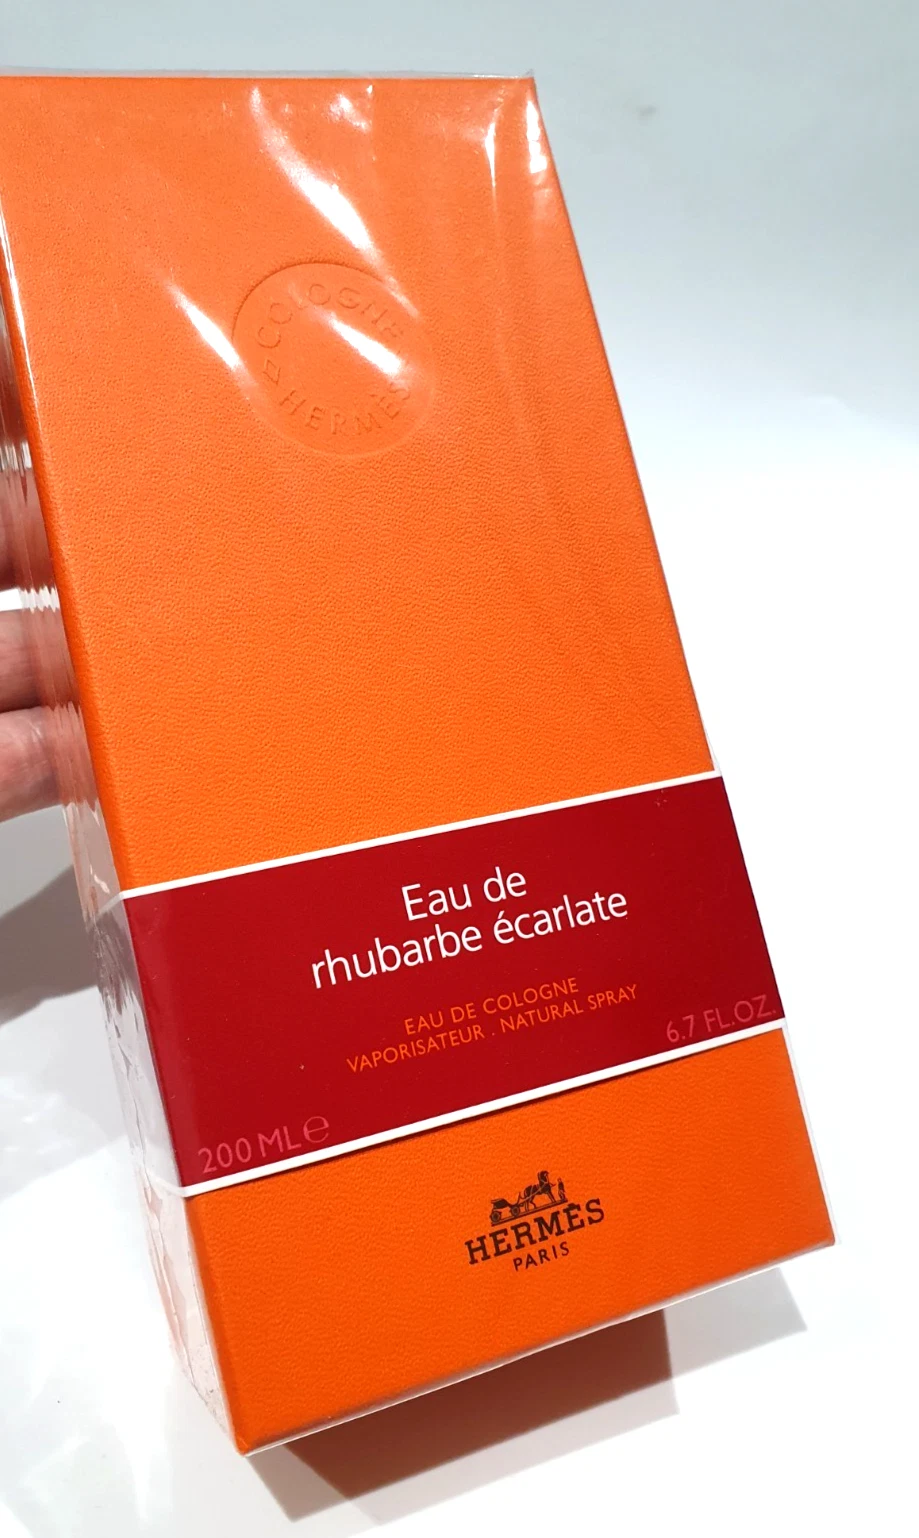 COLOGNE
HERMÈS
Eau de
rhubarbe écarlate
EAU DE COLOGNE
VAPORISATEUR . NATURAL SPRAY
6.7 FL.OZ.
200 ML ℮
HERMÈS
PARIS